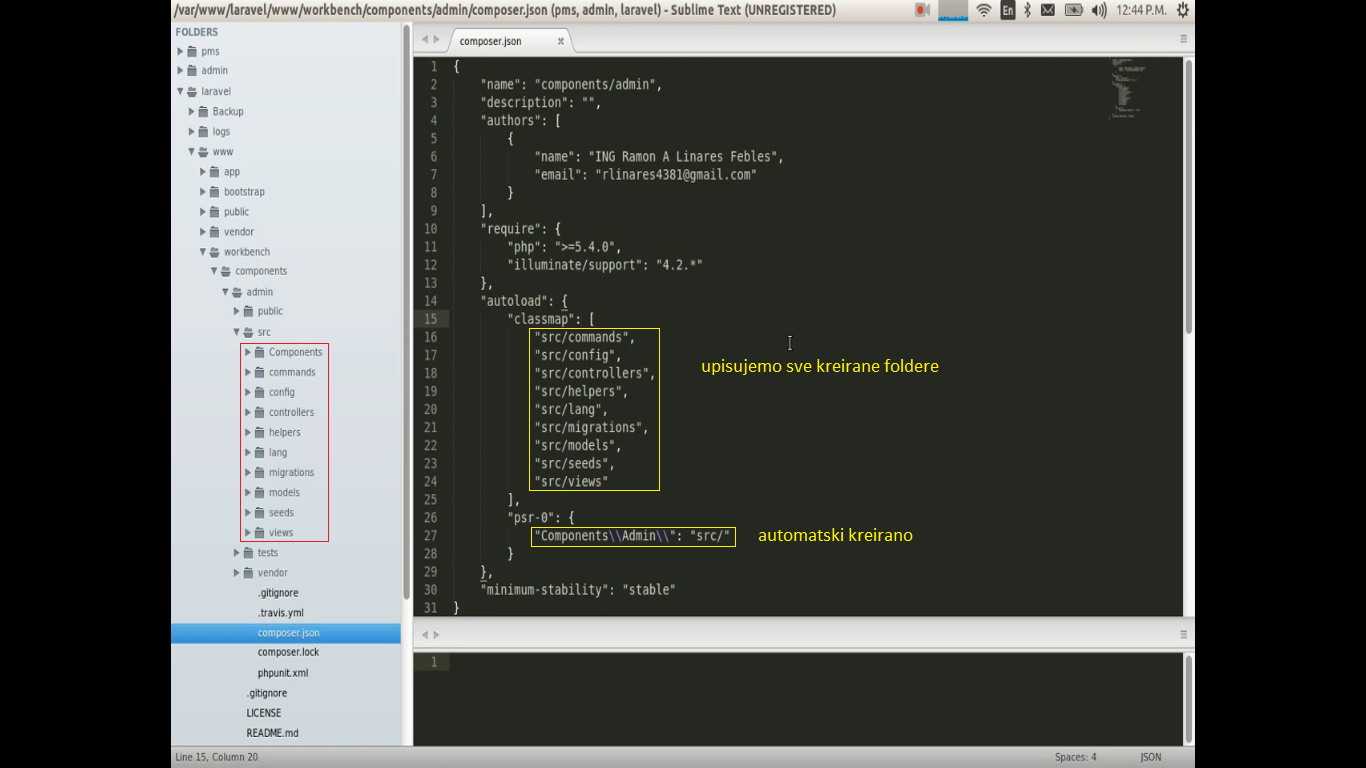 /var/www/laravel/www/workbench/components/admin/composer.json (pms, admin, laravel) - Sublime Text (UNREGISTERED)
En
12:44 P.M.
FOLDERS
pms
admin
laravel
Backup
logs
www
app
bootstrap
public
vendor
workbench
components
admin
public
src
Components
commands
config
controllers
helpers
lang
migrations
models
seeds
views
tests
vendor
.gitignore
.travis.yml
composer.json
composer.lock
phpunit.xml
.gitignore
LICENSE
README.md
composer.json
1 {
2 "name": "components/admin",
3 "description": "",
4 "authors": [
5 {
6 "name": "ING Ramon A Linares Febles",
7 "email": "rlinares4381@gmail.com"
8 }
9 ],
10 "require": {
11 "php": ">=5.4.0",
12 "illuminate/support": "4.2.*"
13 },
14 "autoload": {
15 "classmap": [
16 "src/commands",
17 "src/config",
18 "src/controllers",
19 "src/helpers",
20 "src/lang",
21 "src/migrations",
22 "src/models",
23 "src/seeds",
24 "src/views"
25 ],
26 "psr-0": {
27 "Components\\Admin\\": "src/"
28 }
29 },
30 "minimum-stability": "stable"
31 }
upisujemo sve kreirane foldere
automatski kreirano
1
Line 15, Column 20
Spaces: 4
JSON